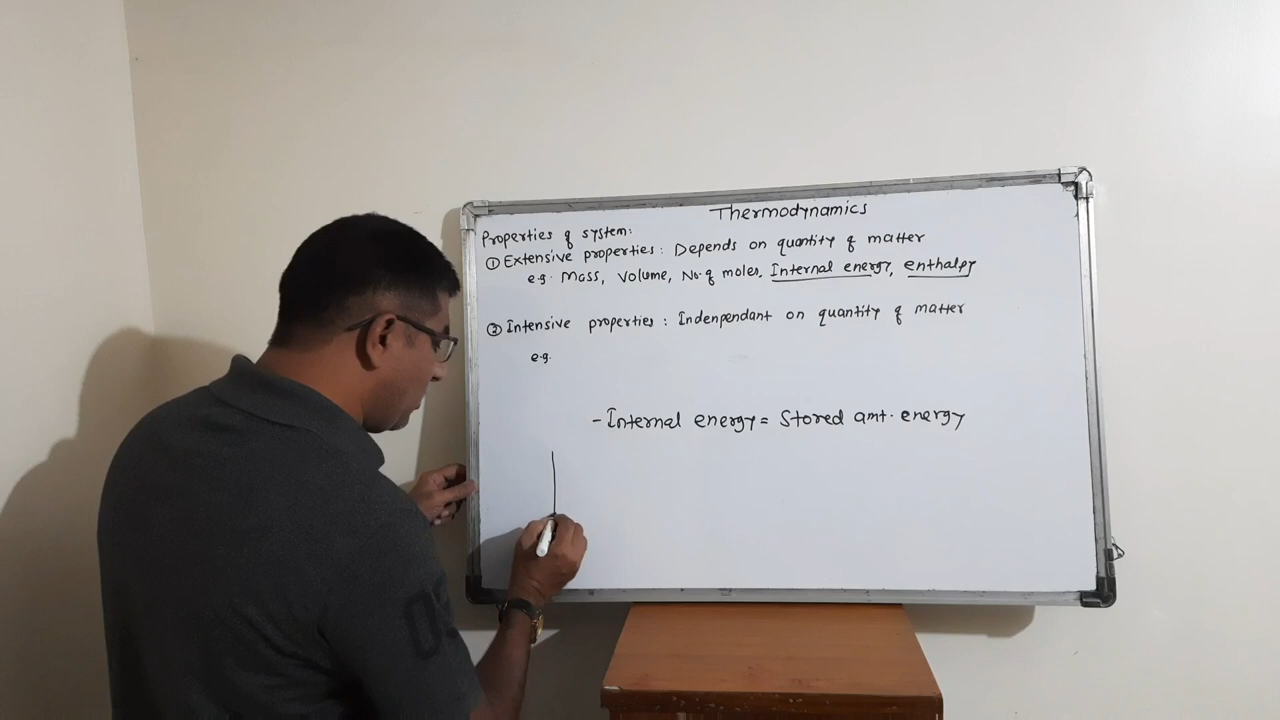 Thermodynamics
Properties of system:
① Extensive properties : Depends on quantity of matter
e.g. Mass, Volume, No. of moles, Internal energy, enthalpy
② Intensive properties : Indenpendant on quantity of matter
e.g.
- Internal energy = Stored amt. energy